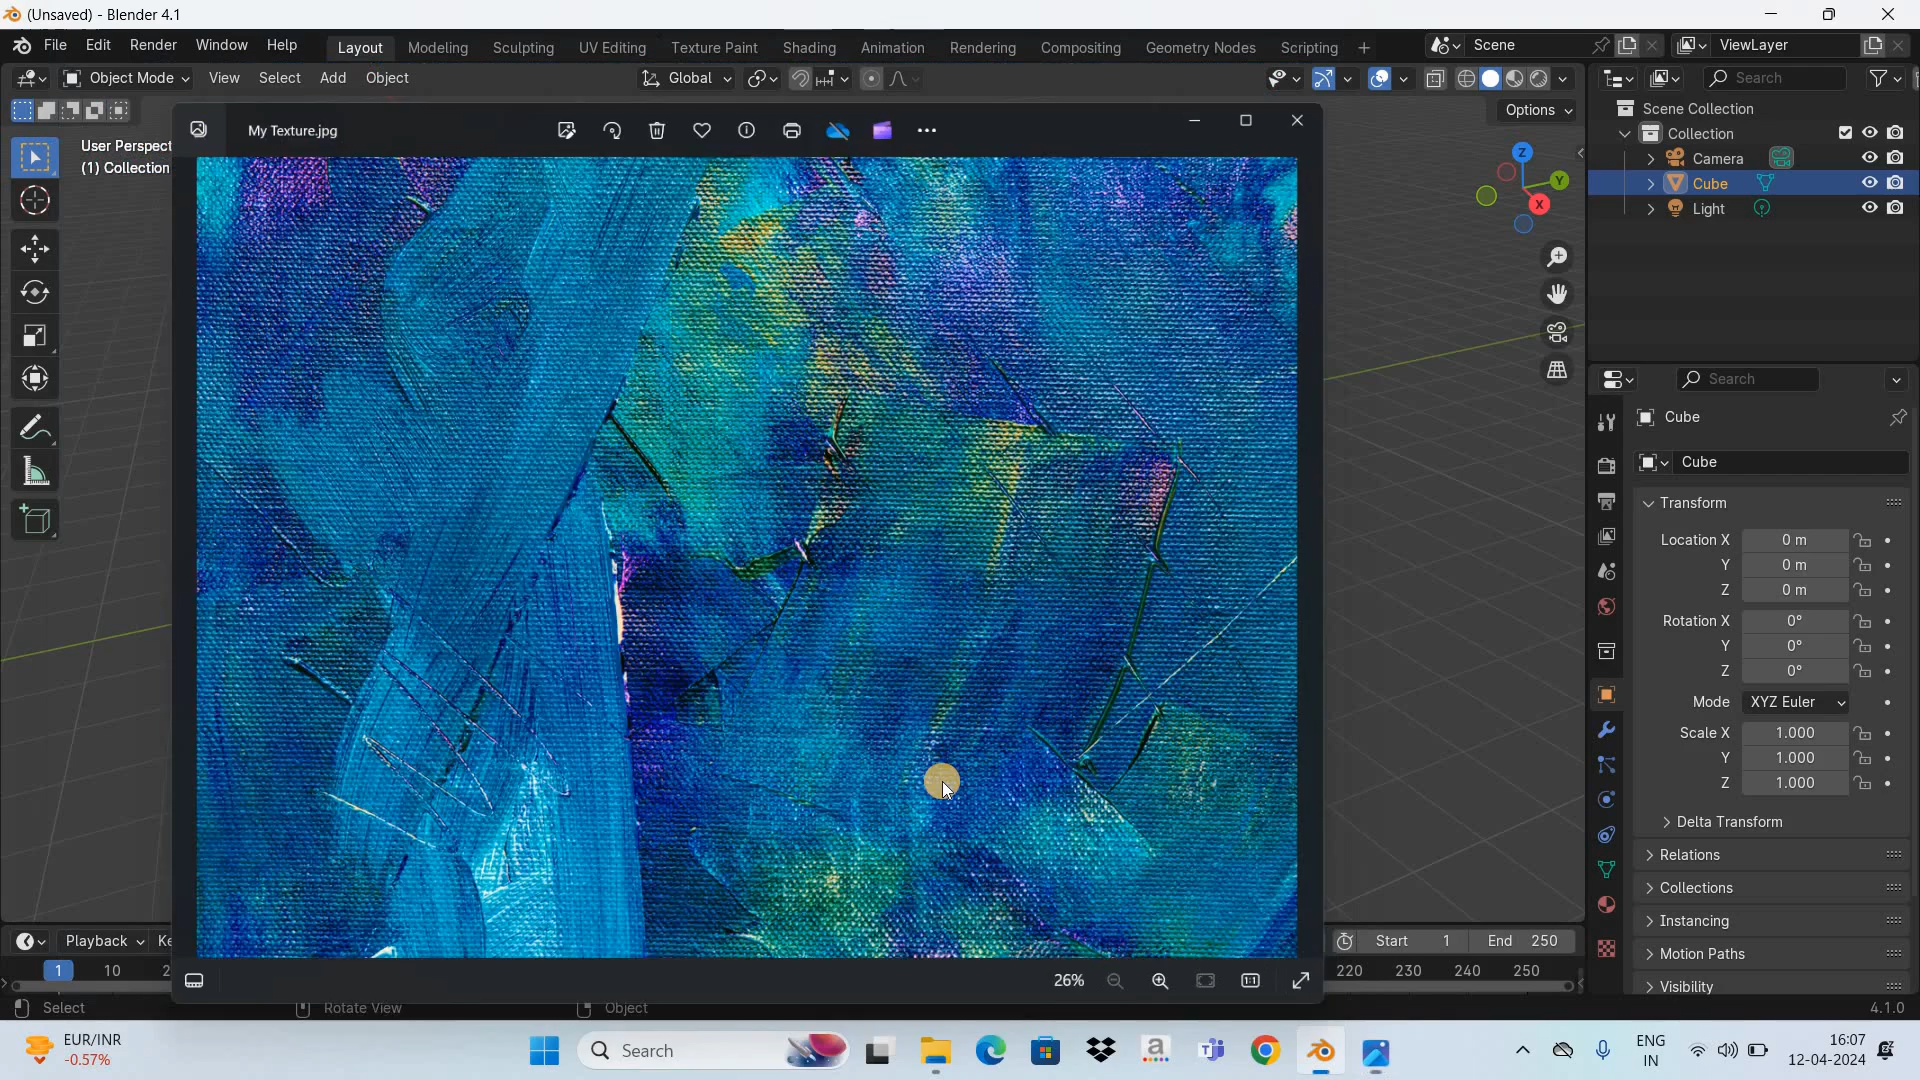 (Unsaved) - Blender 4.1
File Edit Render Window Help Layout Modeling Sculpting UV Editing Texture Paint Shading Animation Rendering Compositing Geometry Nodes Scripting + Scene ViewLayer
Object Mode View Select Add Object Global Search
Options
My Texture.jpg
User Perspect
(1) Collection
Z
Y
X
Scene Collection
Collection
Camera
Cube
Light
Search
Cube
Cube
Transform
Location X 0 m
Y 0 m
Z 0 m
Rotation X 0°
Y 0°
Z 0°
Mode XYZ Euler
Scale X 1.000
Y 1.000
Z 1.000
Delta Transform
Relations
Collections
Instancing
Motion Paths
Visibility
Playback Ke Start 1 End 250
1 10 2 26% 1:1 220 230 240 250
Select Rotate View Object 4.1.0
EUR/INR
-0.57%
Search
a
ENG
IN
16:07
12-04-2024